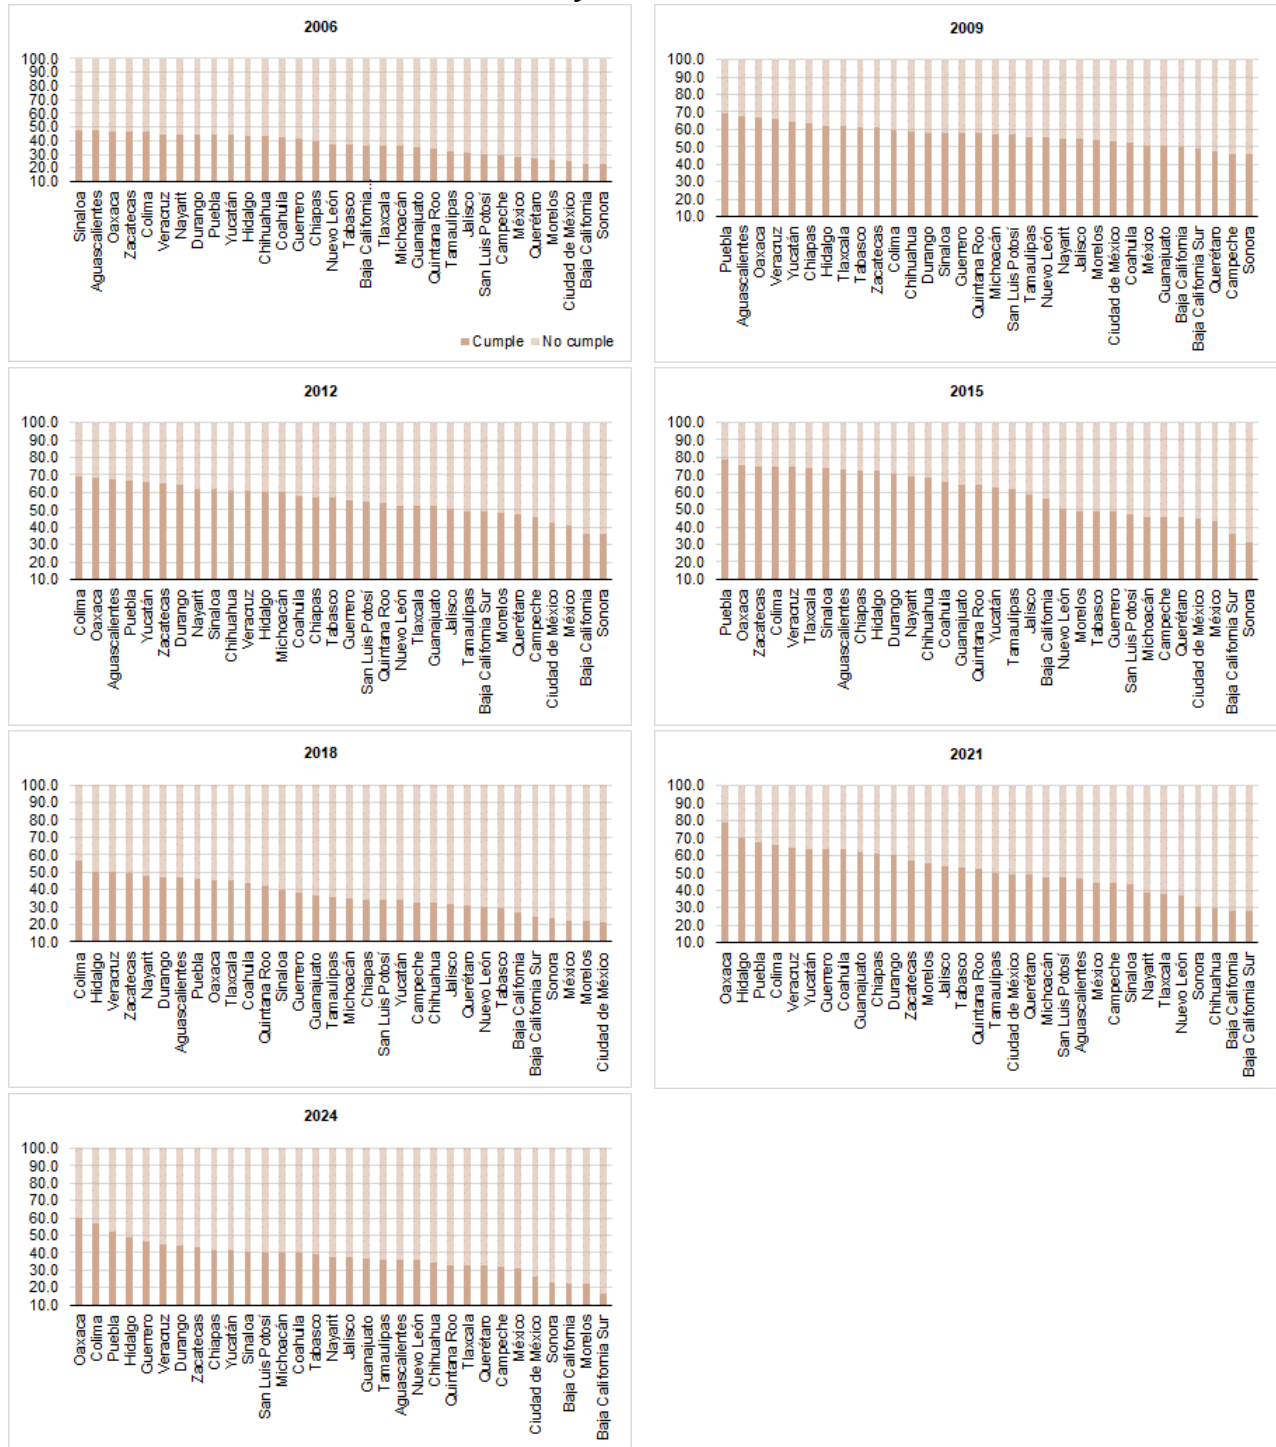 2006
100.0
90.0
80.0
70.0
60.0
50.0
40.0
30.0
20.0
10.0
Sinaloa
Aguascalientes
Oaxaca
Zacatecas
Colima
Veracruz
Nayarit
Durango
Puebla
Yucatán
Hidalgo
Chihuahua
Coahuila
Guerrero
Chiapas
Nuevo León
Tabasco
Baja California...
Tlaxcala
Michoacán
Guanajuato
Quintana Roo
Tamaulipas
Jalisco
San Luis Potosí
Campeche
México
Querétaro
Morelos
Ciudad de México
Baja California
Sonora
Cumple No cumple
2009
100.0
90.0
80.0
70.0
60.0
50.0
40.0
30.0
20.0
10.0
Puebla
Aguascalientes
Oaxaca
Veracruz
Yucatán
Chiapas
Hidalgo
Tlaxcala
Tabasco
Zacatecas
Colima
Chihuahua
Durango
Sinaloa
Guerrero
Quintana Roo
Michoacán
San Luis Potosí
Tamaulipas
Nuevo León
Nayarit
Jalisco
Morelos
Ciudad de México
Coahuila
México
Guanajuato
Baja California
Baja California Sur
Querétaro
Campeche
Sonora
2012
100.0
90.0
80.0
70.0
60.0
50.0
40.0
30.0
20.0
10.0
Colima
Oaxaca
Aguascalientes
Puebla
Yucatán
Zacatecas
Durango
Nayarit
Sinaloa
Chihuahua
Veracruz
Hidalgo
Michoacán
Coahuila
Chiapas
Tabasco
Guerrero
San Luis Potosí
Quintana Roo
Nuevo León
Tlaxcala
Guanajuato
Jalisco
Tamaulipas
Baja California Sur
Morelos
Querétaro
Campeche
Ciudad de México
México
Baja California
Sonora
2015
100.0
90.0
80.0
70.0
60.0
50.0
40.0
30.0
20.0
10.0
Puebla
Oaxaca
Zacatecas
Colima
Veracruz
Tlaxcala
Sinaloa
Aguascalientes
Chiapas
Hidalgo
Durango
Nayarit
Chihuahua
Coahuila
Guanajuato
Quintana Roo
Yucatán
Tamaulipas
Jalisco
Baja California
Nuevo León
Morelos
Tabasco
Guerrero
San Luis Potosí
Michoacán
Campeche
Querétaro
Ciudad de México
México
Baja California Sur
Sonora
2018
100.0
90.0
80.0
70.0
60.0
50.0
40.0
30.0
20.0
10.0
Colima
Hidalgo
Veracruz
Zacatecas
Nayarit
Durango
Aguascalientes
Puebla
Oaxaca
Tlaxcala
Coahuila
Quintana Roo
Sinaloa
Guerrero
Guanajuato
Tamaulipas
Michoacán
Chiapas
San Luis Potosí
Yucatán
Campeche
Chihuahua
Jalisco
Querétaro
Nuevo León
Tabasco
Baja California
Baja California Sur
Sonora
México
Morelos
Ciudad de México
2021
100.0
90.0
80.0
70.0
60.0
50.0
40.0
30.0
20.0
10.0
Oaxaca
Hidalgo
Puebla
Colima
Veracruz
Yucatán
Guerrero
Coahuila
Guanajuato
Chiapas
Durango
Zacatecas
Morelos
Jalisco
Tabasco
Quintana Roo
Tamaulipas
Ciudad de México
Querétaro
Michoacán
San Luis Potosí
Aguascalientes
México
Campeche
Sinaloa
Nayarit
Tlaxcala
Nuevo León
Sonora
Chihuahua
Baja California
Baja California Sur
2024
100.0
90.0
80.0
70.0
60.0
50.0
40.0
30.0
20.0
10.0
Oaxaca
Colima
Puebla
Hidalgo
Guerrero
Veracruz
Durango
Zacatecas
Chiapas
Yucatán
Sinaloa
San Luis Potosí
Michoacán
Coahuila
Tabasco
Nayarit
Jalisco
Guanajuato
Tamaulipas
Aguascalientes
Nuevo León
Chihuahua
Quintana Roo
Tlaxcala
Querétaro
Campeche
México
Ciudad de México
Sonora
Baja California
Morelos
Baja California Sur